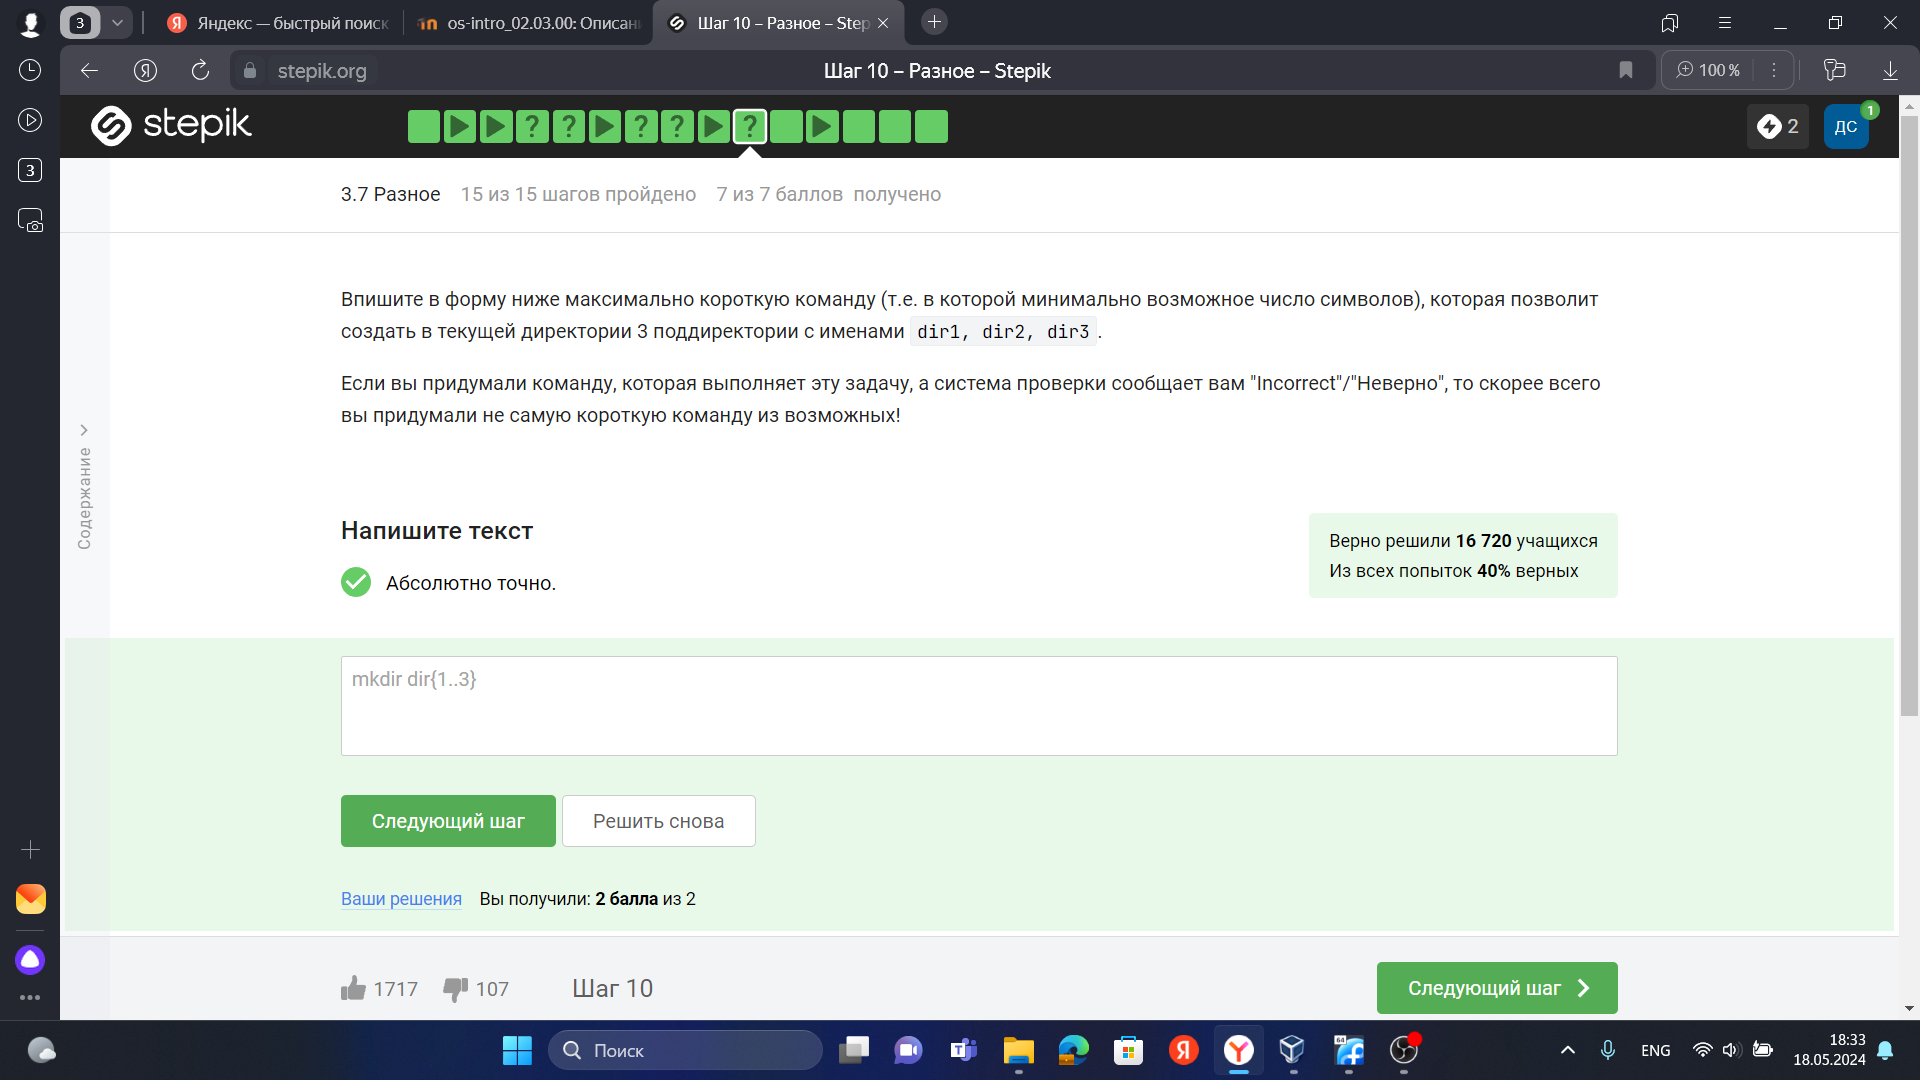 3
Яндекс — быстрый поиск
os-intro_02.03.00: Описан
Шаг 10 – Разное – Step
stepik.org
Шаг 10 – Разное – Stepik
100 %
3
stepik
? ? ? ? ?
2
ДС
1
3.7 Разное 15 из 15 шагов пройдено 7 из 7 баллов получено
Впишите в форму ниже максимально короткую команду (т.е. в которой минимально возможное число символов), которая позволит
создать в текущей директории 3 поддиректории с именами dir1, dir2, dir3 .
Если вы придумали команду, которая выполняет эту задачу, а система проверки сообщает вам "Incorrect"/"Неверно", то скорее всего
вы придумали не самую короткую команду из возможных!
Содержание
Напишите текст
Верно решили 16 720 учащихся
Из всех попыток 40% верных
Абсолютно точно.
mkdir dir{1..3}
Следующий шаг
Решить снова
Ваши решения Вы получили: 2 балла из 2
1717
107
Шаг 10
Следующий шаг
Поиск
64
ENG
18:33
18.05.2024